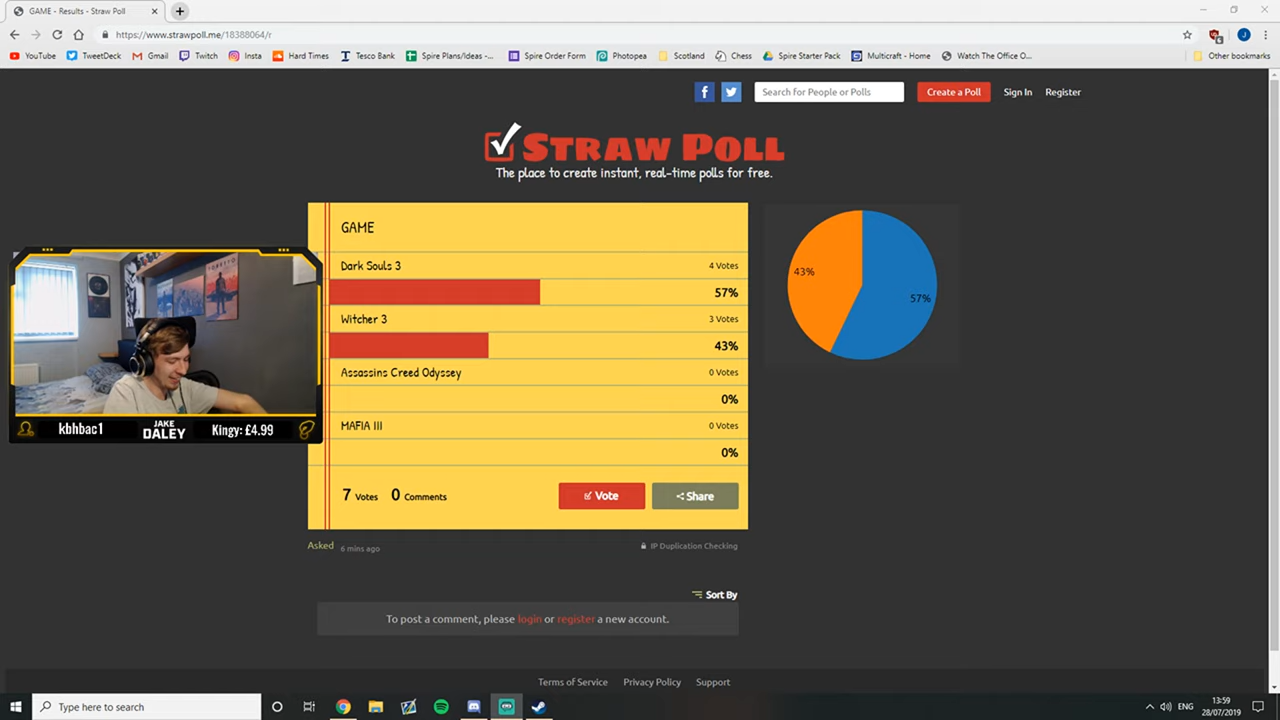 GAME - Results - Straw Poll
https://www.strawpoll.me/18388064/r
YouTube TweetDeck Gmail Twitch Insta Hard Times Tesco Bank Spire Plans/Ideas -... Spire Order Form Photopea Scotland Chess Spire Starter Pack Multicraft - Home Watch The Office O... Other bookmarks
Search for People or Polls Create a Poll Sign In Register
STRAW POLL
The place to create instant, real-time polls for free.
GAME
Dark Souls 3 4 Votes
57%
Witcher 3 3 Votes
43%
Assassins Creed Odyssey 0 Votes
0%
MAFIA III 0 Votes
0%
7 Votes 0 Comments Vote Share
43%
57%
kbhbac1 JAKE DALEY Kingy: £4.99
Asked 6 mins ago IP Duplication Checking
Sort By
To post a comment, please login or register a new account.
Terms of Service Privacy Policy Support
Type here to search
ENG
13:59
28/07/2019